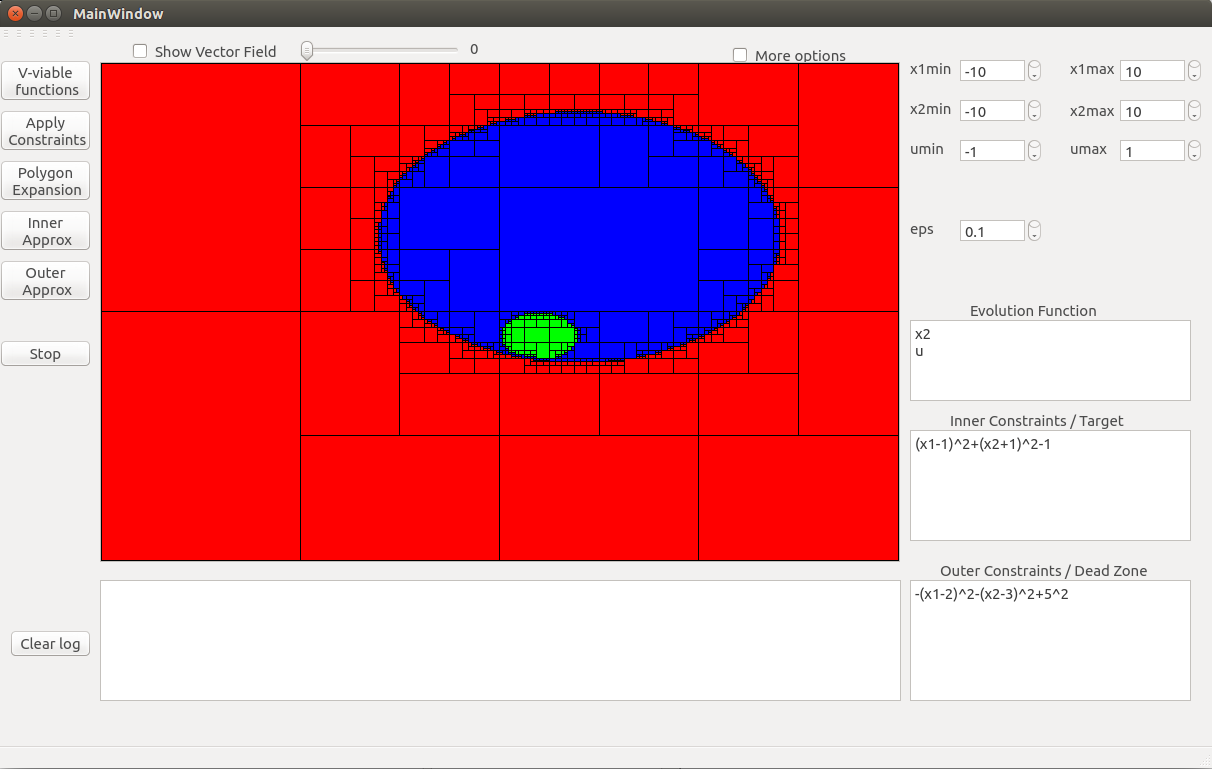 MainWindow
Show Vector Field
0
More options
V-viable
functions
Apply
Constraints
Polygon
Expansion
Inner
Approx
Outer
Approx
Stop
Clear log
x1min -10 x1max 10
x2min -10 x2max 10
umin -1 umax 1
eps 0.1
Evolution Function
x2
u
Inner Constraints / Target
(x1-1)^2+(x2+1)^2-1
Outer Constraints / Dead Zone
-(x1-2)^2-(x2-3)^2+5^2